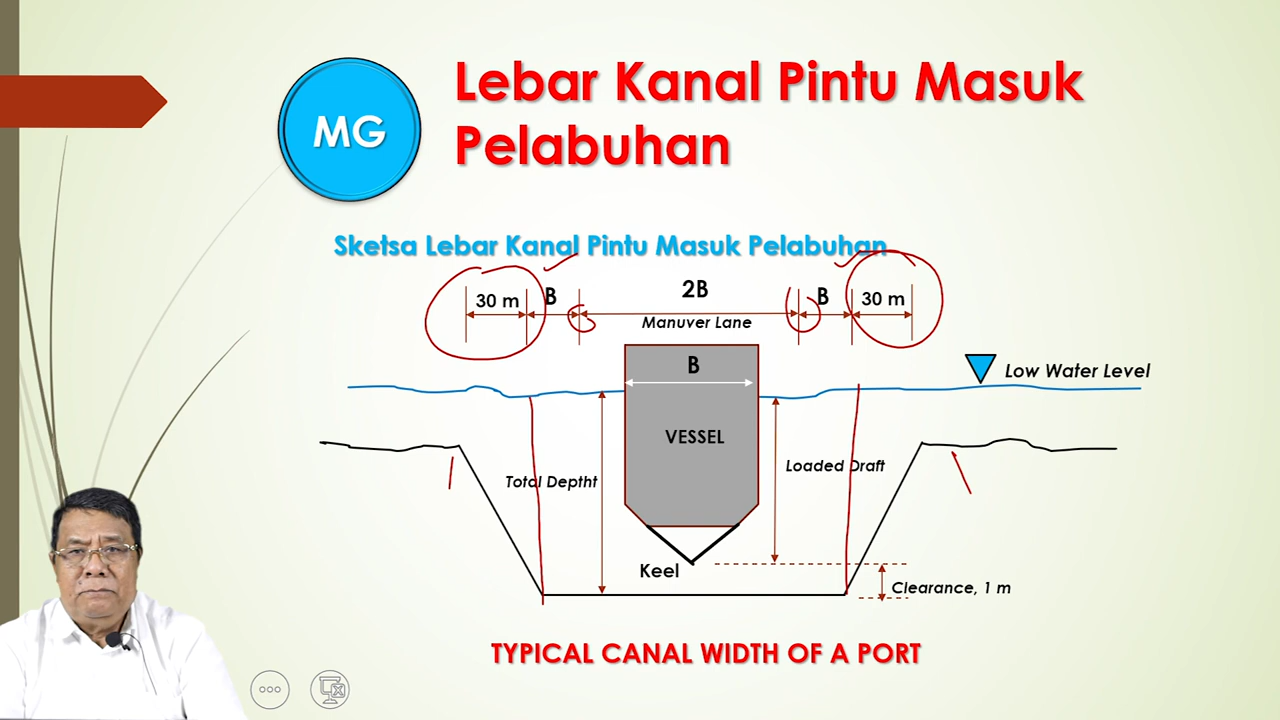 MG
Lebar Kanal Pintu Masuk
Pelabuhan
Sketsa Lebar Kanal Pintu Masuk Pelabuhan
30 m
B
2B
B
30 m
Manuver Lane
B
Low Water Level
VESSEL
Loaded Draft
Total Deptht
Keel
Clearance, 1 m
TYPICAL CANAL WIDTH OF A PORT